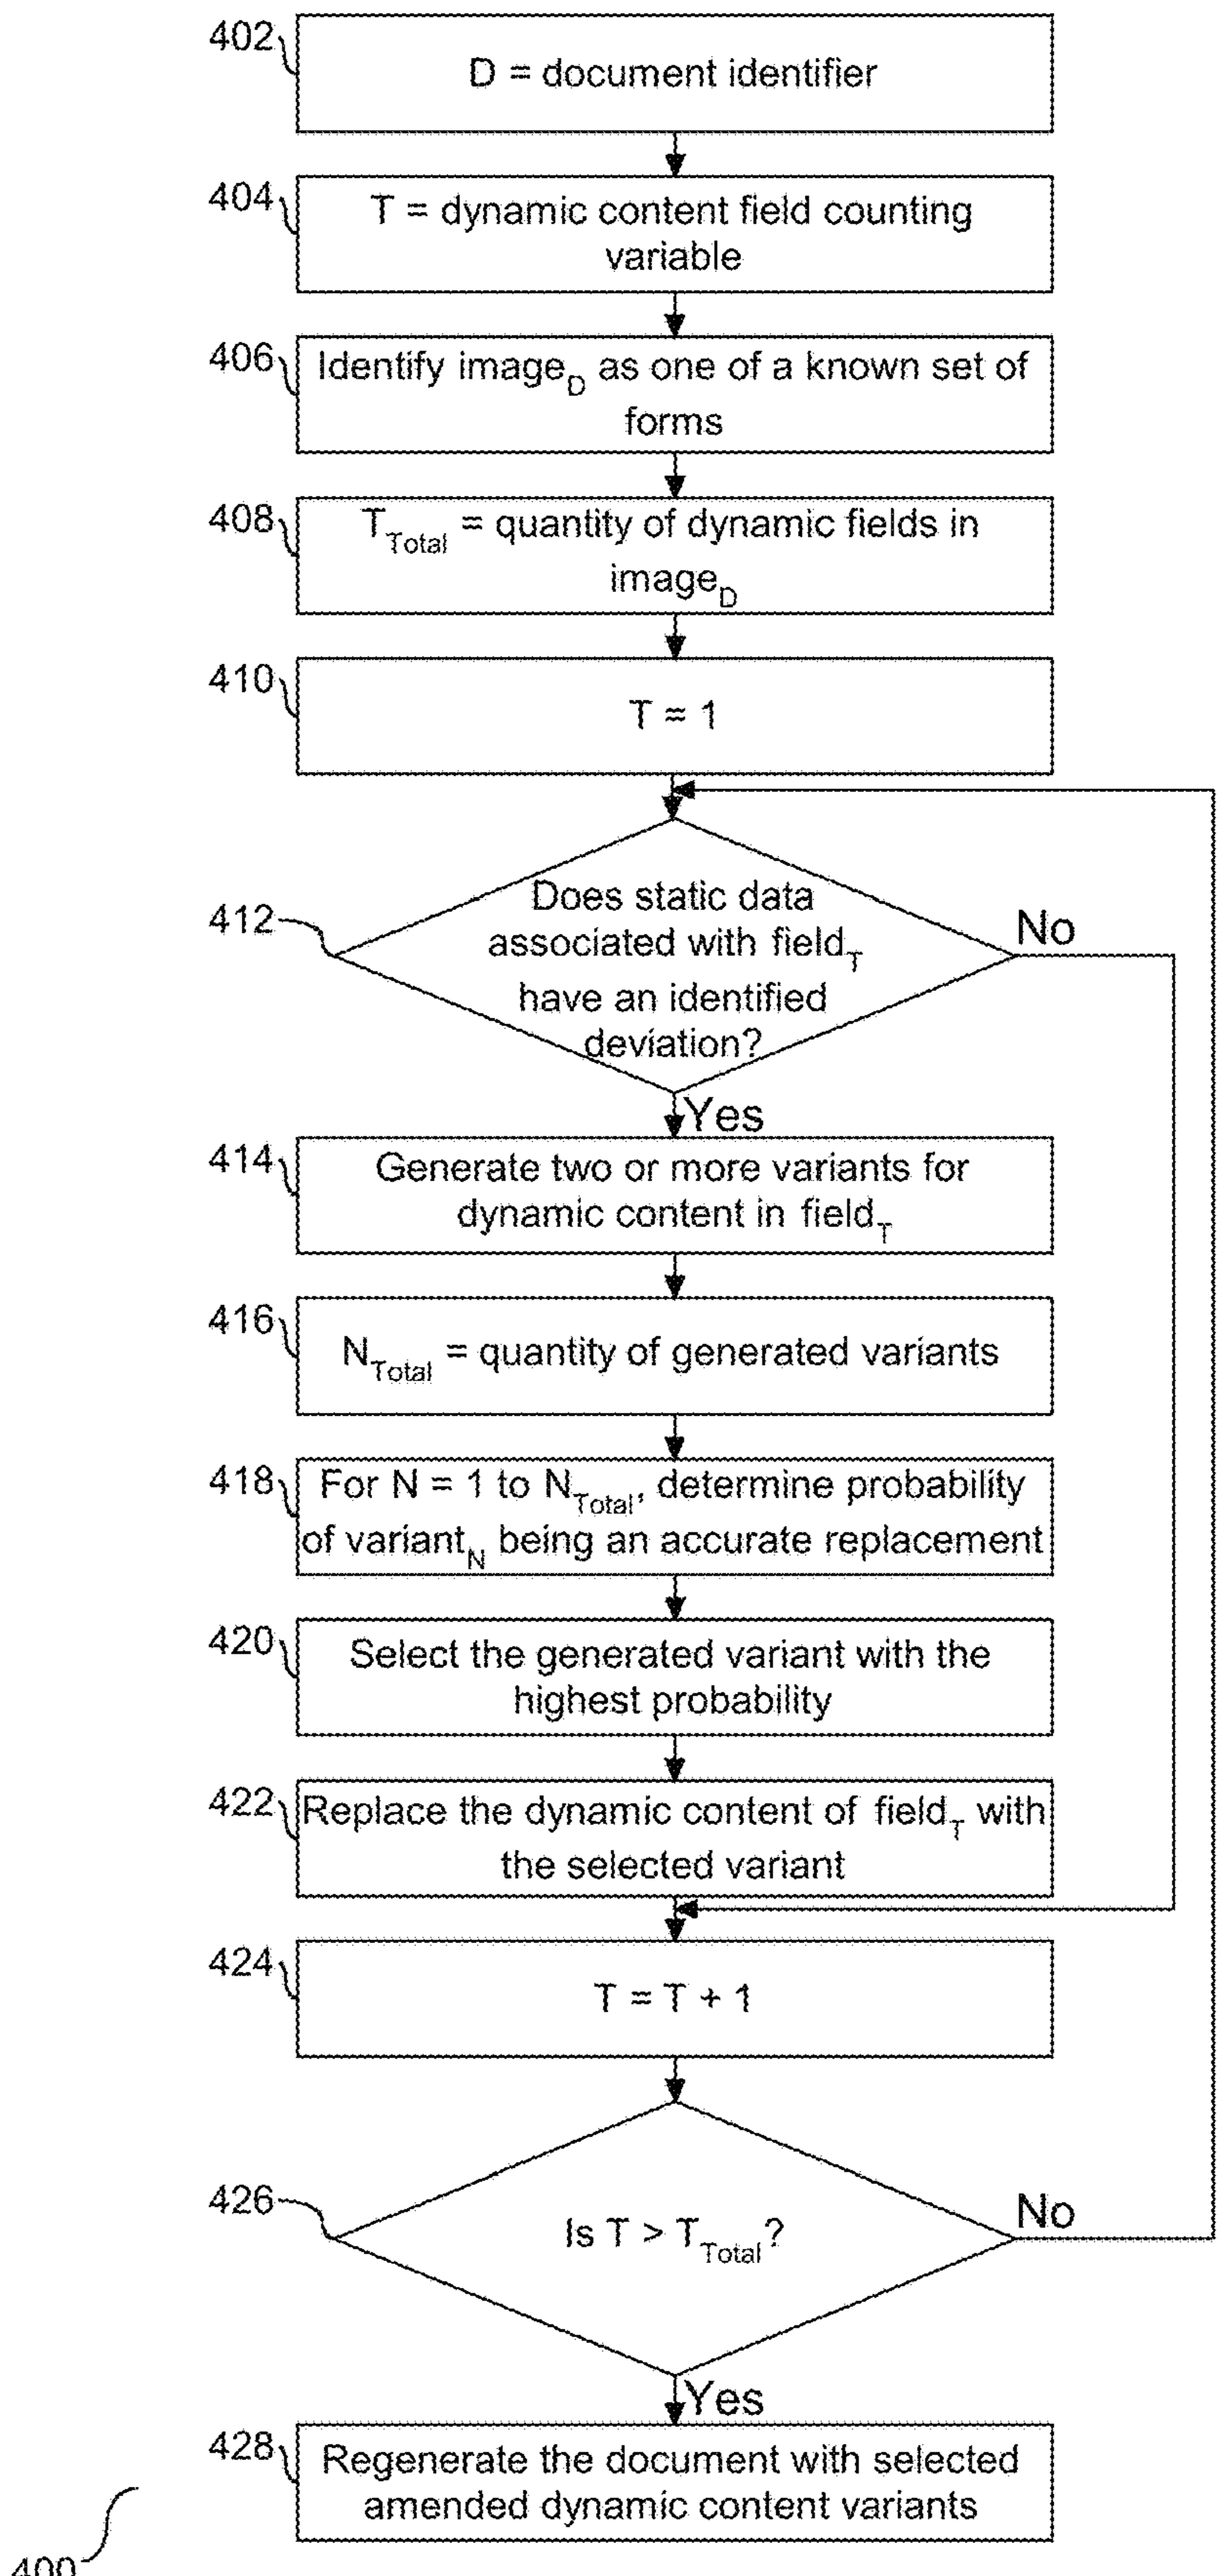 402
D = document identifier
404
T = dynamic content field counting
variable
406
Identify image_D as one of a known set of
forms
408
T_Total = quantity of dynamic fields in
image_D
410
T = 1
412
Does static data
associated with field_T
have an identified
deviation?
No
Yes
414
Generate two or more variants for
dynamic content in field_T
416
N_Total = quantity of generated variants
418
For N = 1 to N_Total, determine probability
of variant_N being an accurate replacement
420
Select the generated variant with the
highest probability
422
Replace the dynamic content of field_T with
the selected variant
424
T = T + 1
426
Is T > T_Total?
No
Yes
428
Regenerate the document with selected
amended dynamic content variants
400